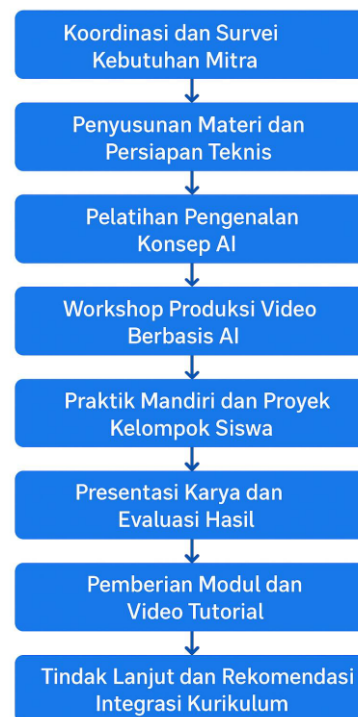 Koordinasi dan Survei
Kebutuhan Mitra
Penyusunan Materi dan
Persiapan Teknis
Pelatihan Pengenalan
Konsep AI
Workshop Produksi Video
Berbasis AI
Praktik Mandiri dan Proyek
Kelompok Siswa
Presentasi Karya dan
Evaluasi Hasil
Pemberian Modul dan
Video Tutorial
Tindak Lanjut dan Rekomendasi
Integrasi Kurikulum